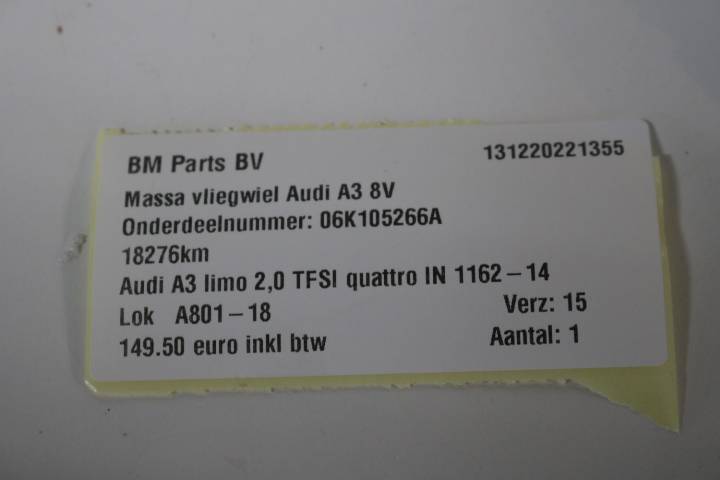 BM Parts BV 131220221355
Massa vliegwiel Audi A3 8V
Onderdeelnummer: 06K105266A
18276km
Audi A3 limo 2,0 TFSI quattro IN 1162-14
Lok A801-18 Verz: 15
149.50 euro inkl btw Aantal: 1